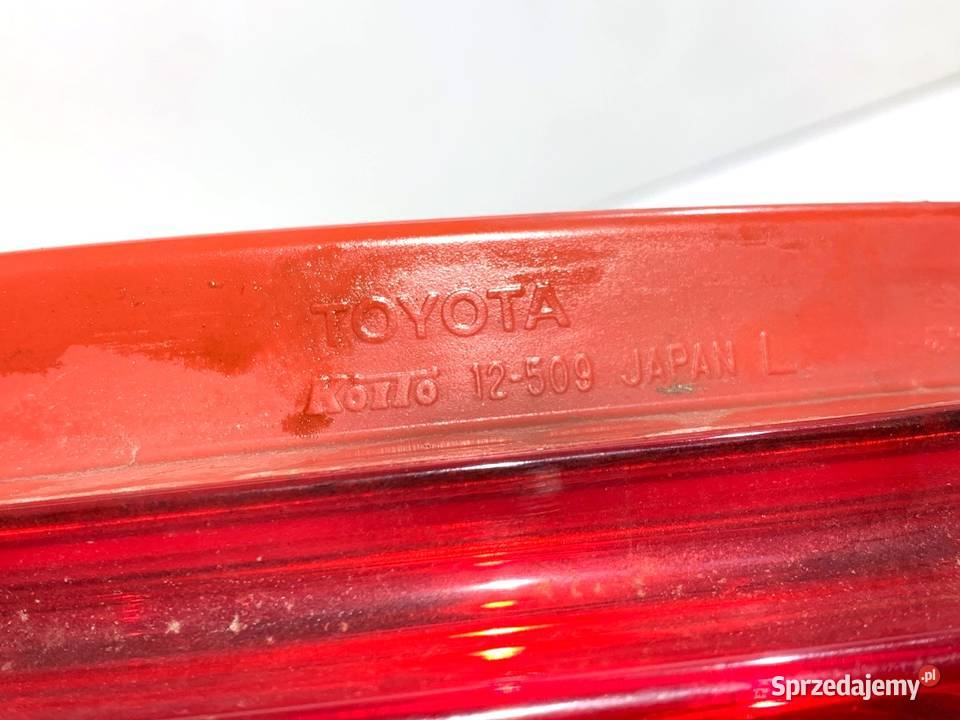 TOYOTA
KOITO 12-509 JAPAN L
Sprzedajemy.pl